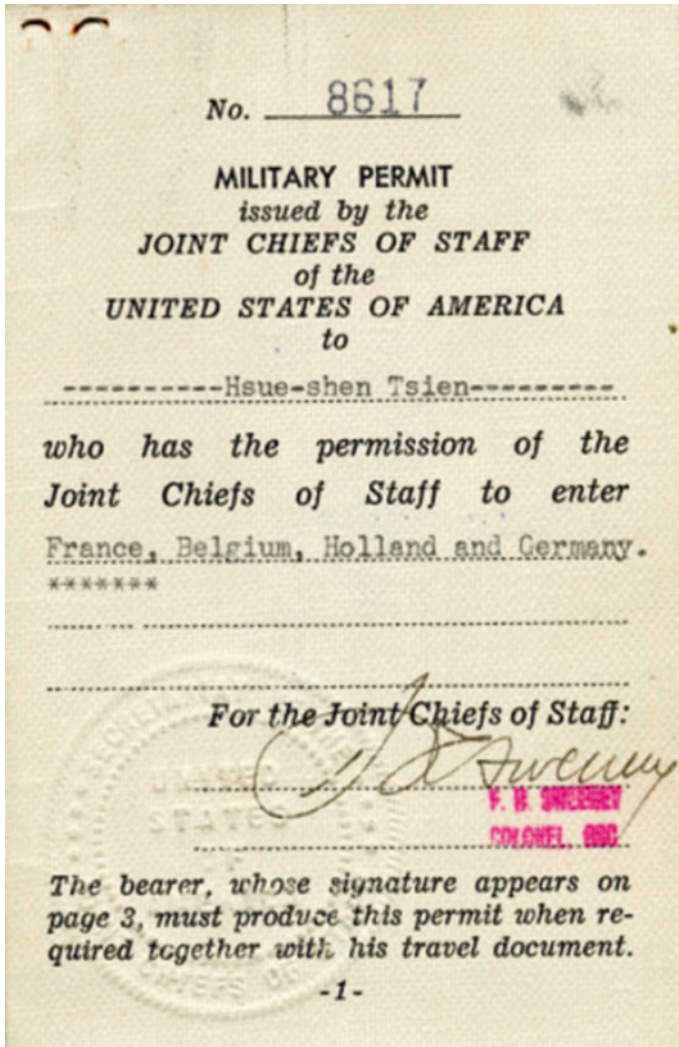 No. 8617
MILITARY PERMIT
issued by the
JOINT CHIEFS OF STAFF
of the
UNITED STATES OF AMERICA
to
----------Hsue-shen Tsien---------
who has the permission of the
Joint Chiefs of Staff to enter
France, Belgium, Holland and Germany.
*******
For the Joint Chiefs of Staff:
Sweeney
SWEENEY
COLONEL,
The bearer, whose signature appears on
page 3, must produce this permit when re-
quired together with his travel document.
CHIEFS OF
-1-